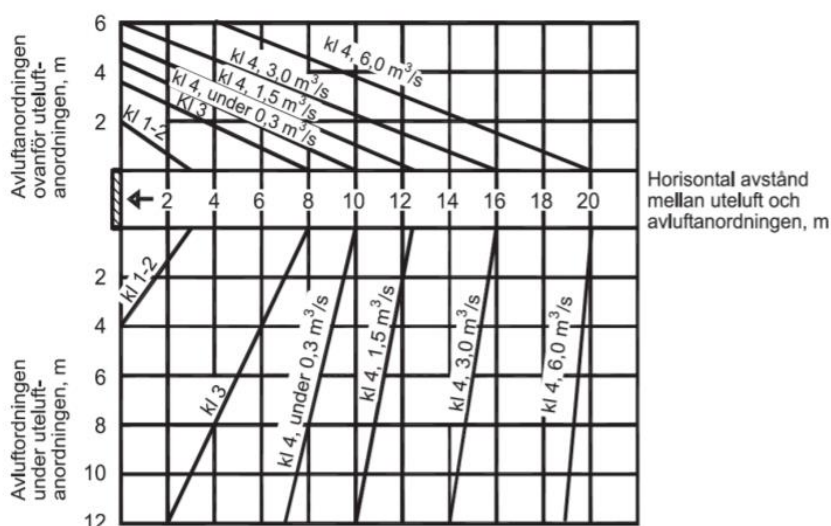 6
4
2
Avluftanordningen
ovanför uteluft-
anordningen, m
kl 1-2
Kl 3
kl 4, under 0,3 m³/s
kl 4, 1,5 m³/s
kl 4, 3,0 m³/s
kl 4, 6,0 m³/s
2 4 6 8 10 12 14 16 18 20
Horisontal avstånd
mellan uteluft och
avluftanordningen, m
2
4
6
8
10
12
Avluftordningen
under uteluft-
anordningen, m
kl 1-2
kl 3
kl 4, under 0,3 m³/s
kl 4, 1,5 m³/s
kl 4, 3,0 m³/s
kl 4, 6,0 m³/s